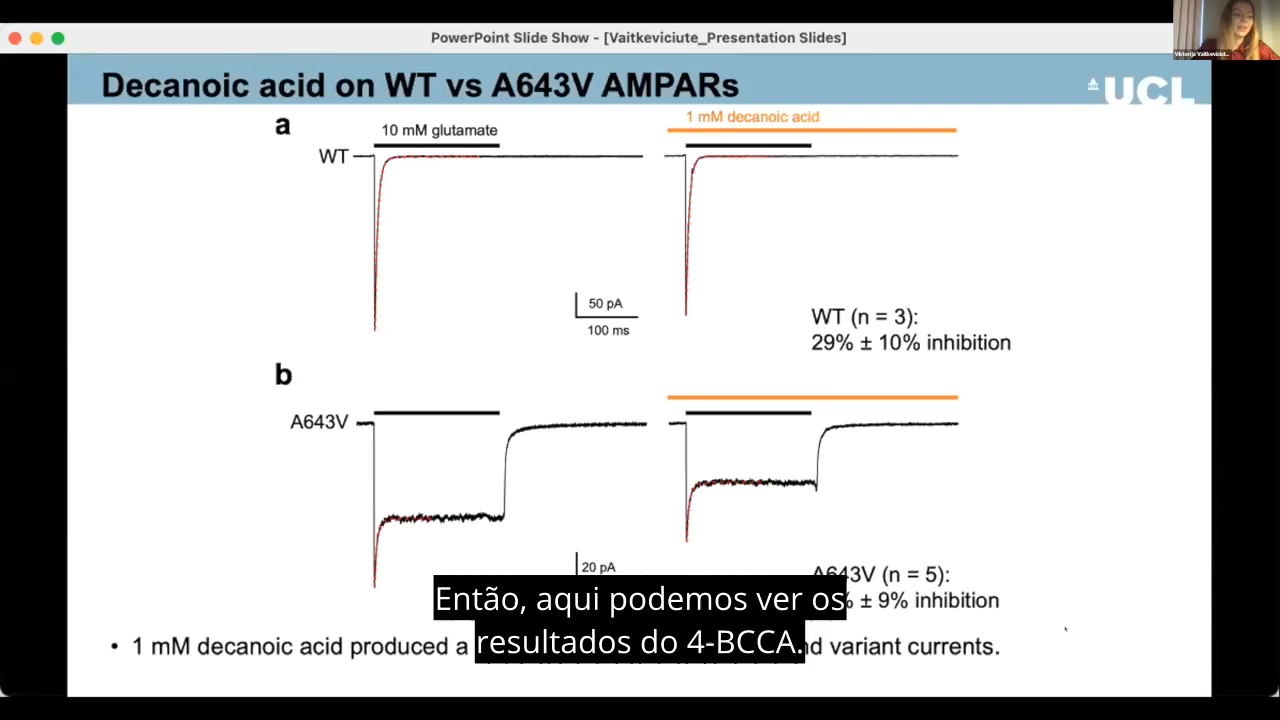 PowerPoint Slide Show - [Vaitkeviciute_Presentation Slides]
Decanoic acid on WT vs A643V AMPARs
UCL
a
10 mM glutamate
1 mM decanoic acid
WT
50 pA
100 ms
WT (n = 3):
29% ± 10% inhibition
b
A643V
20 pA
A643V (n = 5):
% ± 9% inhibition
Então, aqui podemos ver os
resultados do 4-BCCA.
• 1 mM decanoic acid produced a
variant currents.